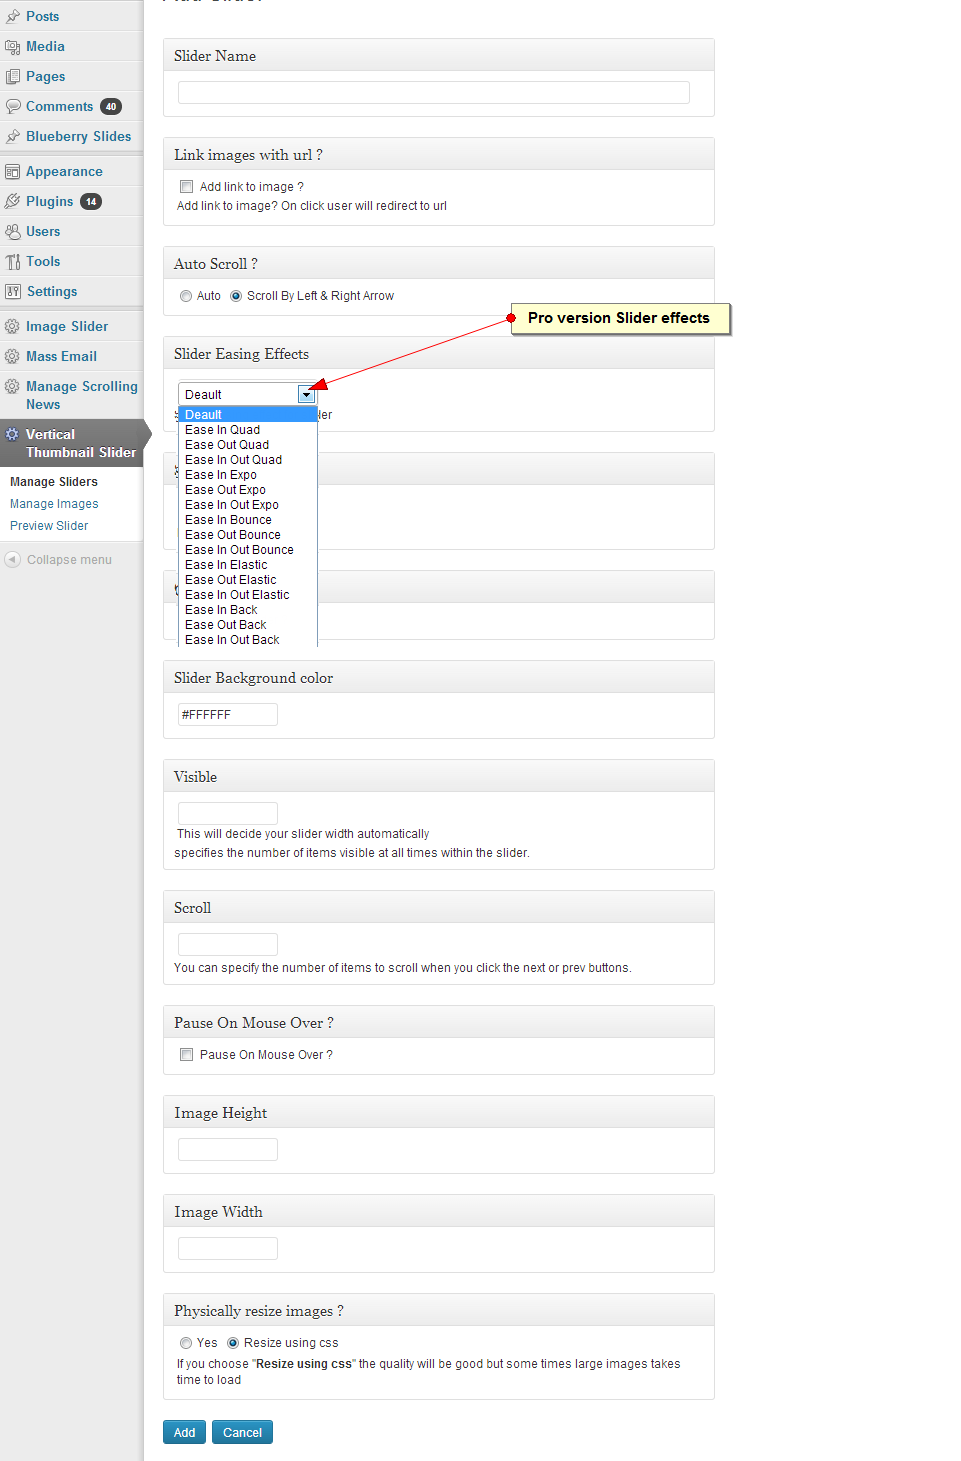 Posts
Media
Pages
Comments 40
Blueberry Slides
Appearance
Plugins 14
Users
Tools
Settings
Image Slider
Mass Email
Manage Scrolling
News
Vertical
Thumbnail Slider
Manage Sliders
Manage Images
Preview Slider
Collapse menu
Slider Name
Link images with url ?
Add link to image ?
Add link to image? On click user will redirect to url
Auto Scroll ?
Auto Scroll By Left & Right Arrow
Pro version Slider effects
Slider Easing Effects
Deault
Deault
Ease In Quad
Ease Out Quad
Ease In Out Quad
Ease In Expo
Ease Out Expo
Ease In Out Expo
Ease In Bounce
Ease Out Bounce
Ease In Out Bounce
Ease In Elastic
Ease Out Elastic
Ease In Out Elastic
Ease In Back
Ease Out Back
Ease In Out Back
Slider Background color
#FFFFFF
Visible
This will decide your slider width automatically
specifies the number of items visible at all times within the slider.
Scroll
You can specify the number of items to scroll when you click the next or prev buttons.
Pause On Mouse Over ?
Pause On Mouse Over ?
Image Height
Image Width
Physically resize images ?
Yes Resize using css
If you choose "Resize using css" the quality will be good but some times large images takes
time to load
Add Cancel